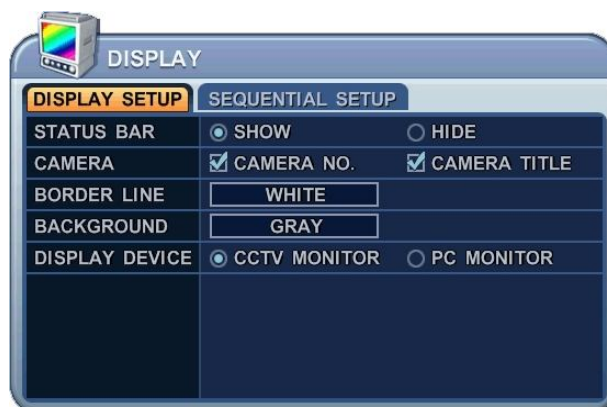 DISPLAY
DISPLAY SETUP SEQUENTIAL SETUP
STATUS BAR SHOW HIDE
CAMERA CAMERA NO. CAMERA TITLE
BORDER LINE WHITE
BACKGROUND GRAY
DISPLAY DEVICE CCTV MONITOR PC MONITOR